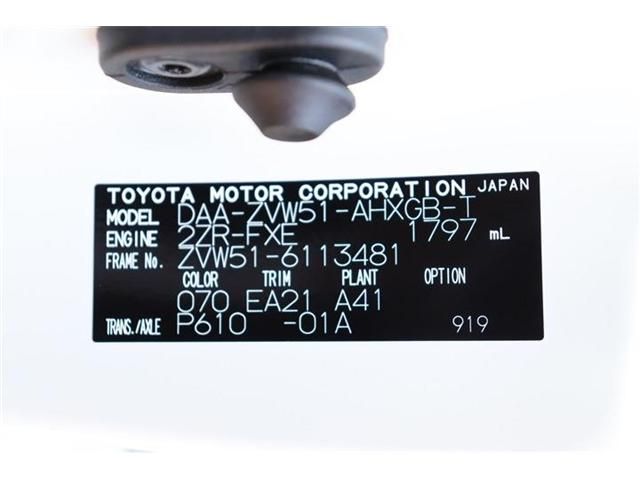 TOYOTA MOTOR CORPORATION JAPAN
MODEL DAA-ZVW51-AHXGB-T
ENGINE 2ZR-FXE 1797 mL
FRAME No. ZVW51-6113481
COLOR TRIM PLANT OPTION
070 EA21 A41
TRANS./AXLE P610 -01A 919